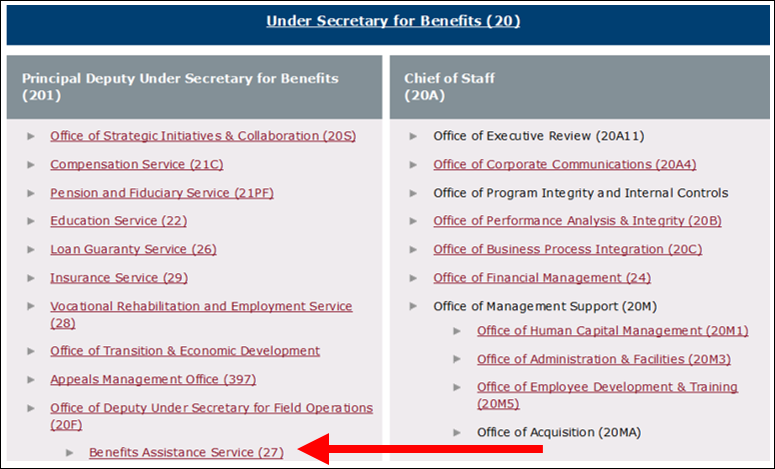 Under Secretary for Benefits (20)
Principal Deputy Under Secretary for Benefits
(201)
Office of Strategic Initiatives & Collaboration (20S)
Compensation Service (21C)
Pension and Fiduciary Service (21PF)
Education Service (22)
Loan Guaranty Service (26)
Insurance Service (29)
Vocational Rehabilitation and Employment Service
(28)
Office of Transition & Economic Development
Appeals Management Office (397)
Office of Deputy Under Secretary for Field Operations
(20F)
Benefits Assistance Service (27)
Chief of Staff
(20A)
Office of Executive Review (20A11)
Office of Corporate Communications (20A4)
Office of Program Integrity and Internal Controls
Office of Performance Analysis & Integrity (20B)
Office of Business Process Integration (20C)
Office of Financial Management (24)
Office of Management Support (20M)
Office of Human Capital Management (20M1)
Office of Administration & Facilities (20M3)
Office of Employee Development & Training
(20M5)
Office of Acquisition (20MA)